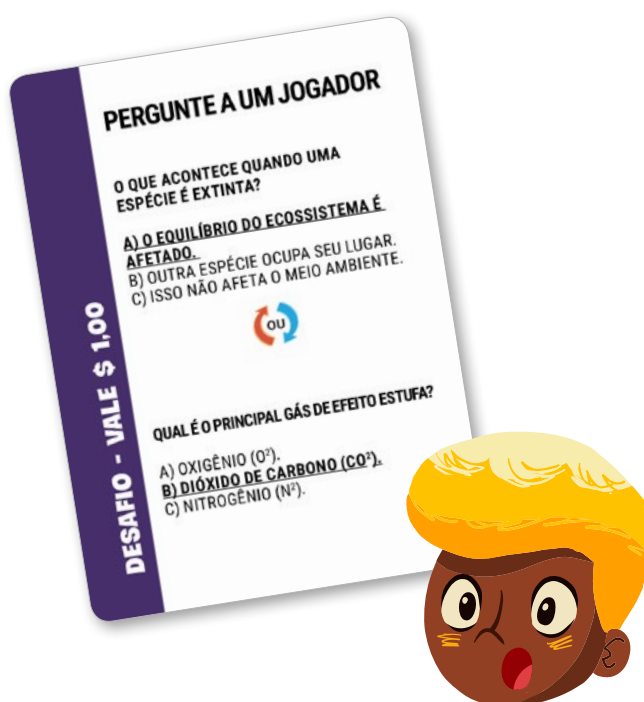 PERGUNTE A UM JOGADOR
O QUE ACONTECE QUANDO UMA
ESPÉCIE É EXTINTA?
A) O EQUILÍBRIO DO ECOSSISTEMA É
AFETADO.
B) OUTRA ESPÉCIE OCUPA SEU LUGAR.
C) ISSO NÃO AFETA O MEIO AMBIENTE.
OU
QUAL É O PRINCIPAL GÁS DE EFEITO ESTUFA?
A) OXIGÊNIO (O²).
B) DIÓXIDO DE CARBONO (CO²).
C) NITROGÊNIO (N²).
DESAFIO - VALE $ 1,00